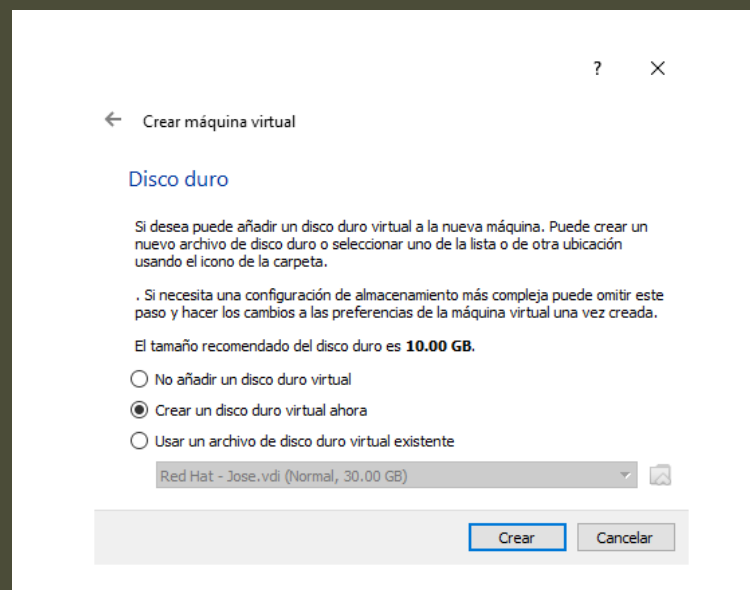 ?
Crear máquina virtual
Disco duro
Si desea puede añadir un disco duro virtual a la nueva máquina. Puede crear un
nuevo archivo de disco duro o seleccionar uno de la lista o de otra ubicación
usando el icono de la carpeta.
. Si necesita una configuración de almacenamiento más compleja puede omitir este
paso y hacer los cambios a las preferencias de la máquina virtual una vez creada.
El tamaño recomendado del disco duro es 10.00 GB.
No añadir un disco duro virtual
Crear un disco duro virtual ahora
Usar un archivo de disco duro virtual existente
Red Hat - Jose.vdi (Normal, 30.00 GB)
Crear Cancelar